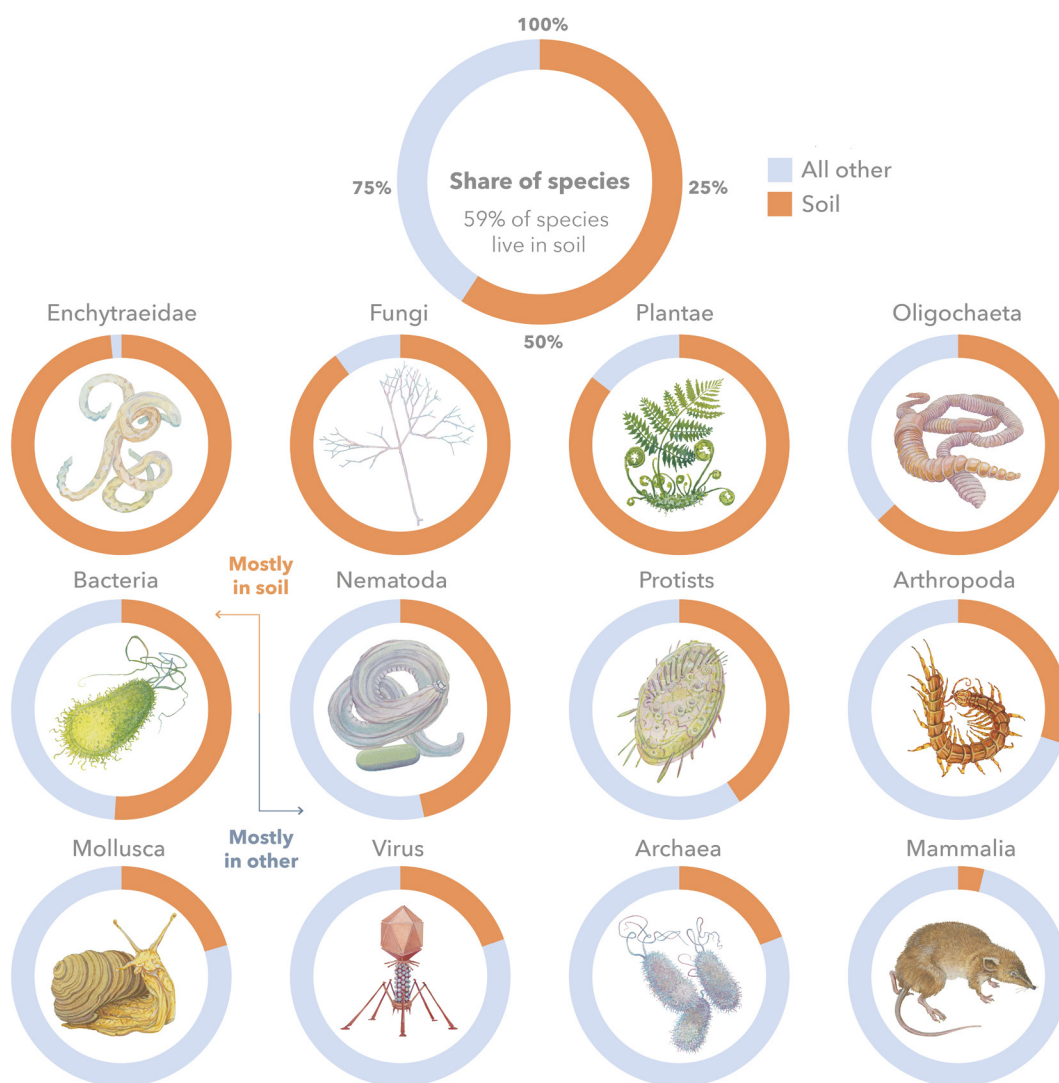 100%
All other
75%
Share of species
25%
Soil
59% of species
live in soil
50%
Enchytraeidae
Fungi
Plantae
Oligochaeta
Mostly
in soil
Bacteria
Nematoda
Protists
Arthropoda
Mostly
in other
Mollusca
Virus
Archaea
Mammalia